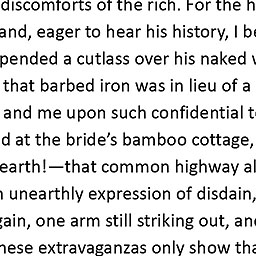 discomforts of the rich. For the h
and, eager to hear his history, I be
pended a cutlass over his naked w
that barbed iron was in lieu of a
and me upon such confidential t
d at the bride's bamboo cottage,
earth!—that common highway al
unearthly expression of disdain,
gain, one arm still striking out, an
hese extravaganzas only show tha